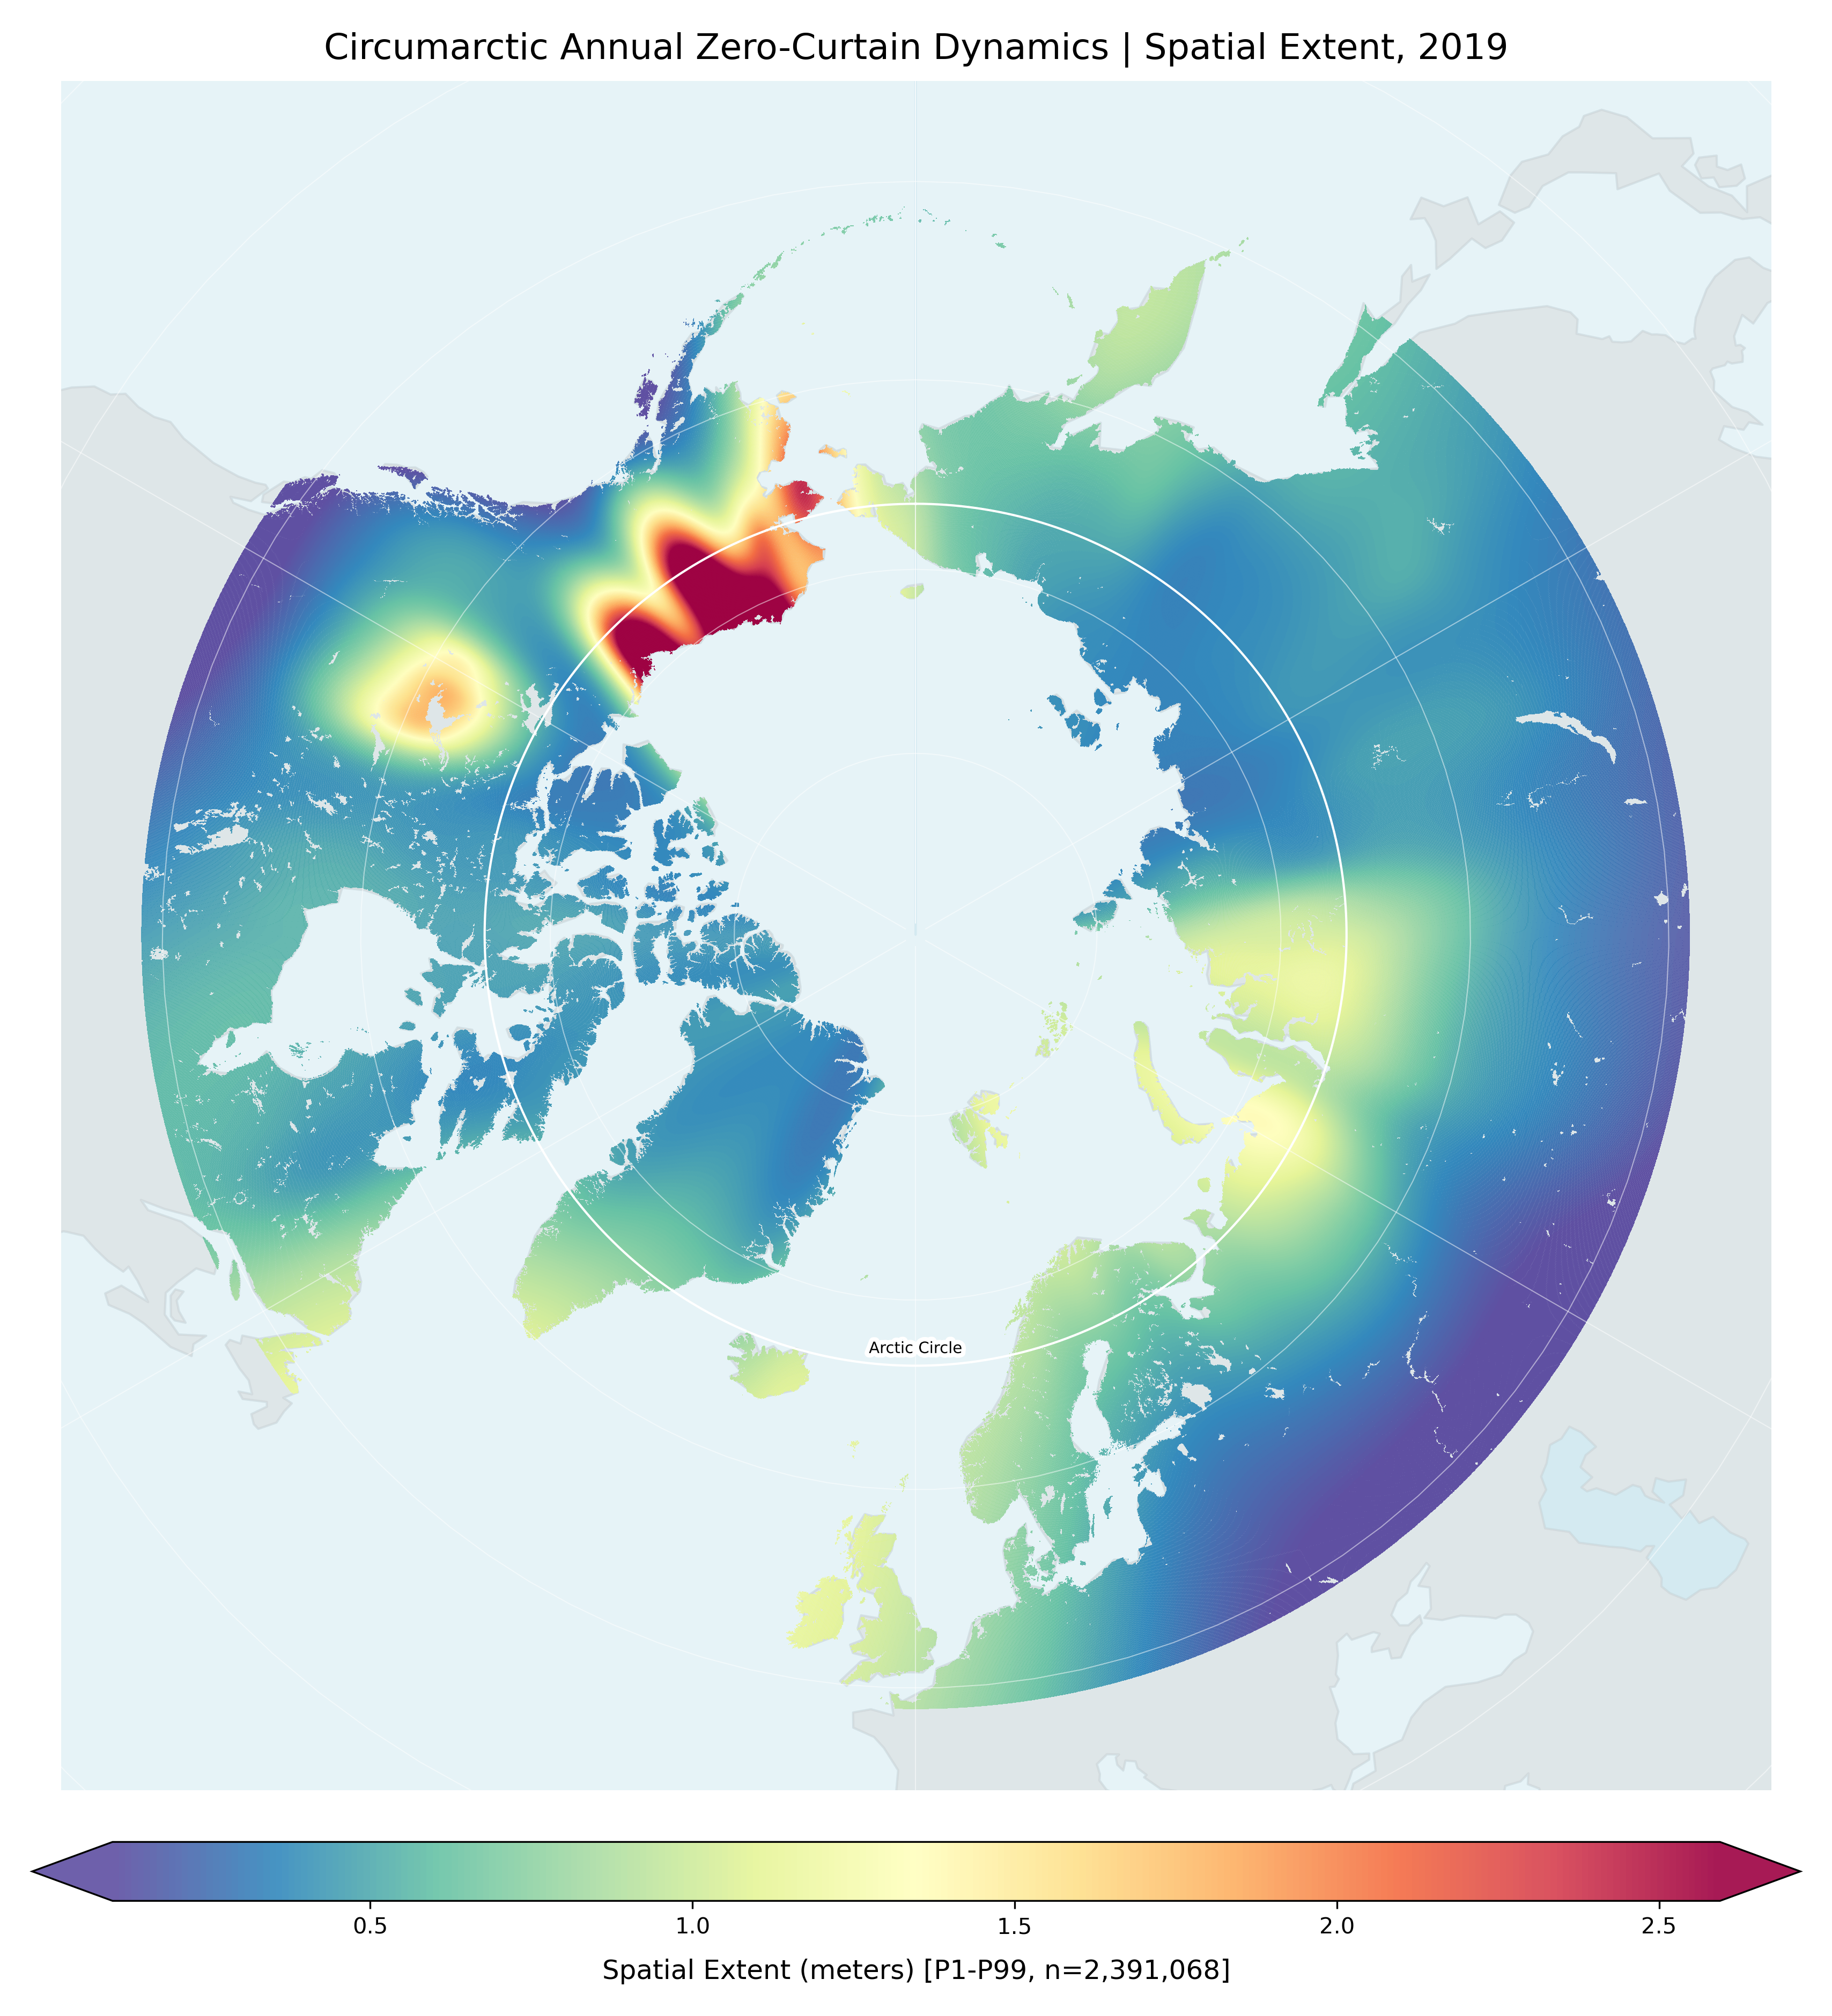 Circumarctic Annual Zero-Curtain Dynamics | Spatial Extent, 2019
Arctic Circle
0.5 1.0 1.5 2.0 2.5
Spatial Extent (meters) [P1-P99, n=2,391,068]